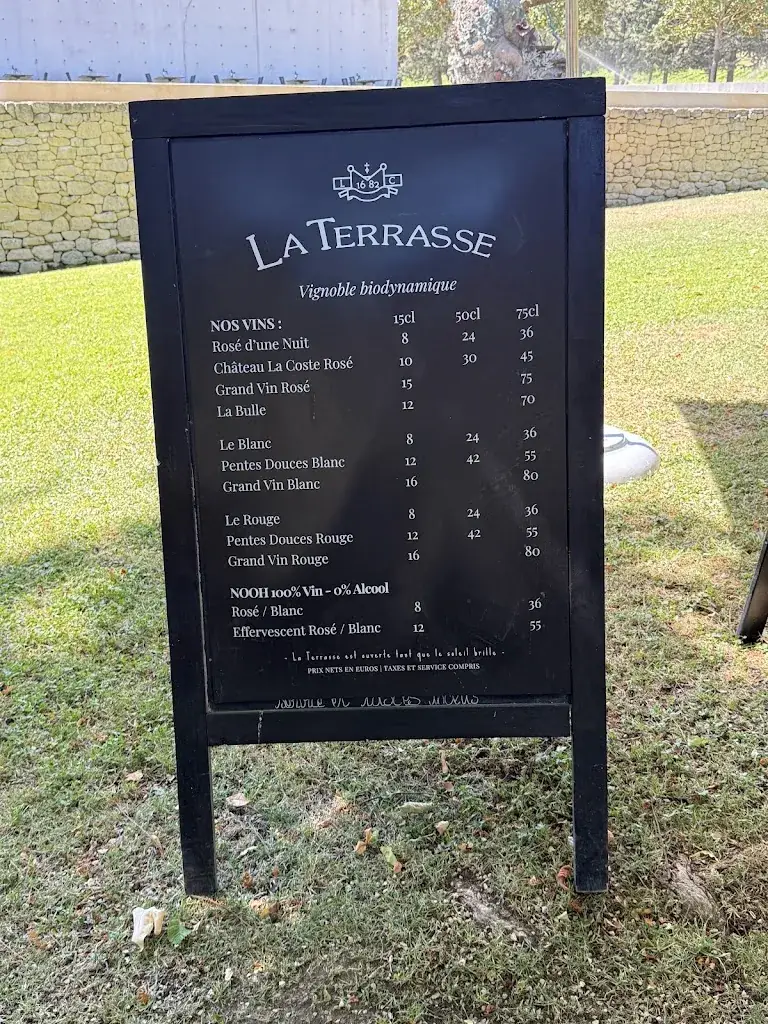 L 1682 C
LA TERRASSE
Vignoble biodynamique
NOS VINS : 15cl 50cl 75cl
Rosé d'une Nuit 8 24 36
Château La Coste Rosé 10 30 45
Grand Vin Rosé 15 75
La Bulle 12 70
Le Blanc 8 24 36
Pentes Douces Blanc 12 42 55
Grand Vin Blanc 16 80
Le Rouge 8 24 36
Pentes Douces Rouge 12 42 55
Grand Vin Rouge 16 80
NOOH 100% Vin - 0% Alcool
Rosé / Blanc 8 36
Effervescent Rosé / Blanc 12 55
- La Terrasse est ouverte tant que le soleil brille -
PRIX NETS EN EUROS | TAXES ET SERVICE COMPRIS